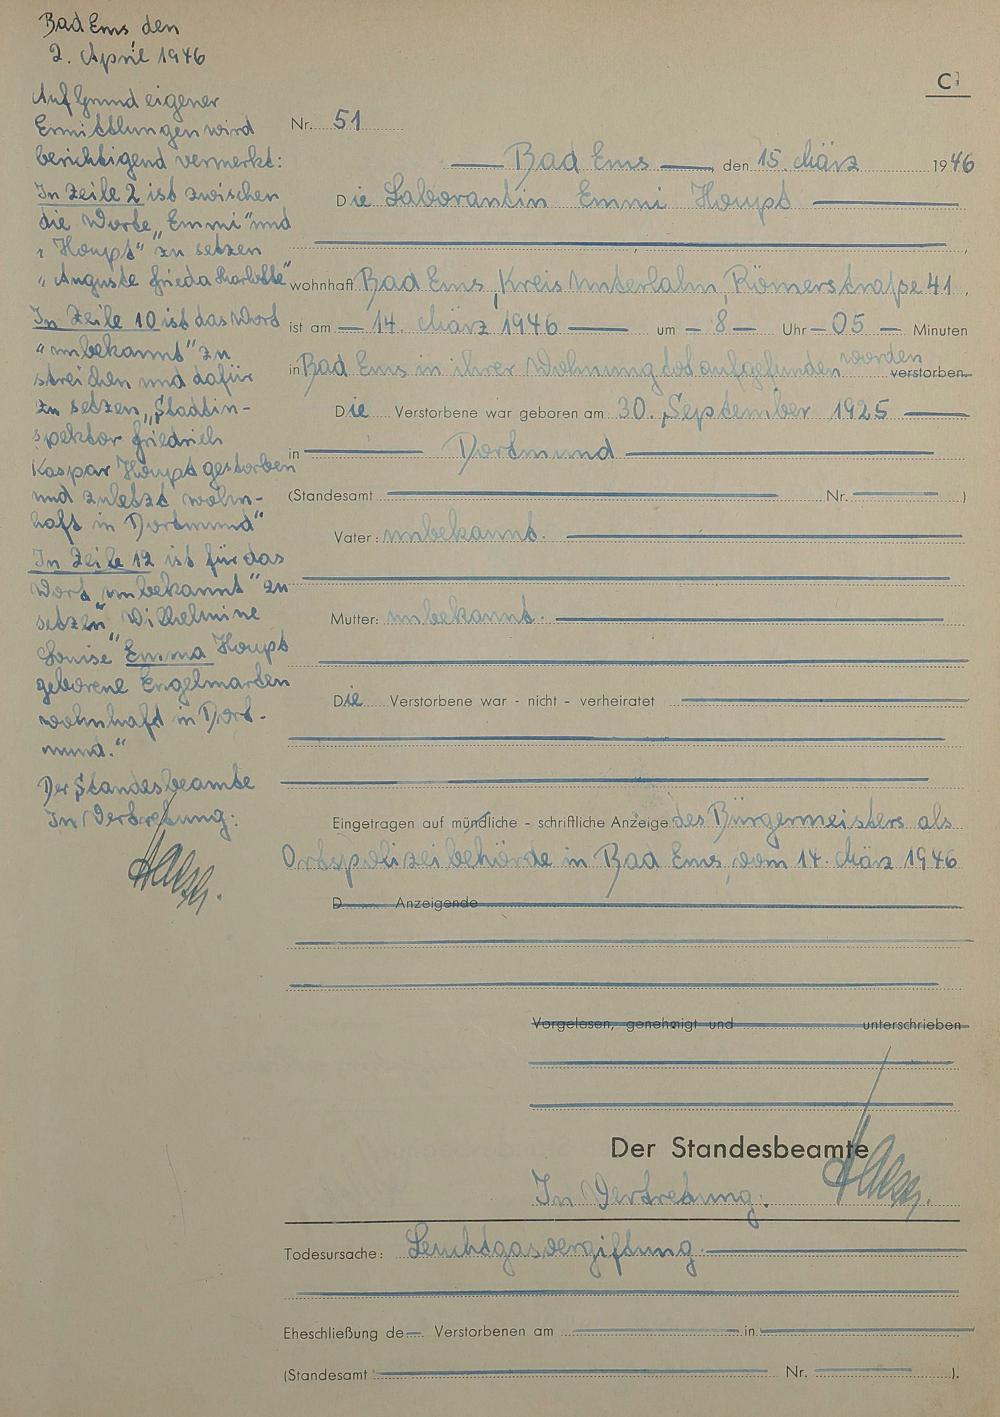 Bad Ems den
2. April 1946
Auf Grund eigener
Ermittlungen wird
berichtigend vermerkt:
In Zeile 2 ist zwischen
die Worte „Emmi" und
„Houpt" zu setzen
„Auguste Frieda Charlotte"
In Zeile 10 ist das Wort
„unbekannt" zu
streichen und dafür
zu setzen „Stadtin-
spektor Friedrich
Kaspar Houpt gestorben
und zuletzt wohn-
haft in Dortmund"
In Zeile 12 ist für das
Wort „unbekannt" zu
setzen „Wilhelmine
Louise Emma Houpt
geborene Engelmarden
wohnhaft in Dort-
mund."
Der Standesbeamte
In Vertretung:
C
Nr. 51
Bad Ems, den 15. März 1946
Die Laborantin Emmi Houpt
wohnhaft Bad Ems, Kreis Unterlahn, Römerstraße 41,
ist am 14. März 1946 um 8 Uhr 05 Minuten
in Bad Ems in ihrer Wohnung tot aufgefunden worden verstorben.
Die Verstorbene war geboren am 30. September 1925
in Dortmund
(Standesamt Nr. )
Vater: unbekannt.
Mutter: unbekannt.
Die Verstorbene war - nicht - verheiratet
Eingetragen auf mündliche - schriftliche Anzeige des Bürgermeisters als
Ortspolizeibehörde in Bad Ems, vom 14. März 1946
D Anzeigende
Vorgelesen, genehmigt und unterschrieben
Der Standesbeamte
In Vertretung:
Todesursache: Leuchtgasvergiftung.
Eheschließung de Verstorbenen am in
(Standesamt Nr. ).